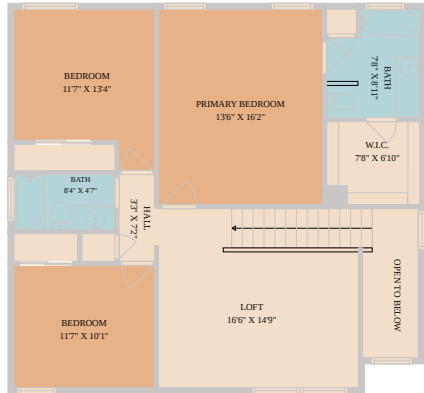 BEDROOM
11'7" X 13'4"
PRIMARY BEDROOM
13'6" X 16'2"
BATH
7'8" X 8'11"
W.I.C.
7'8" X 6'10"
BATH
8'4" X 4'7"
HALL
3'3" X 7'2"
BEDROOM
11'7" X 10'1"
LOFT
16'6" X 14'9"
OPEN TO BELOW